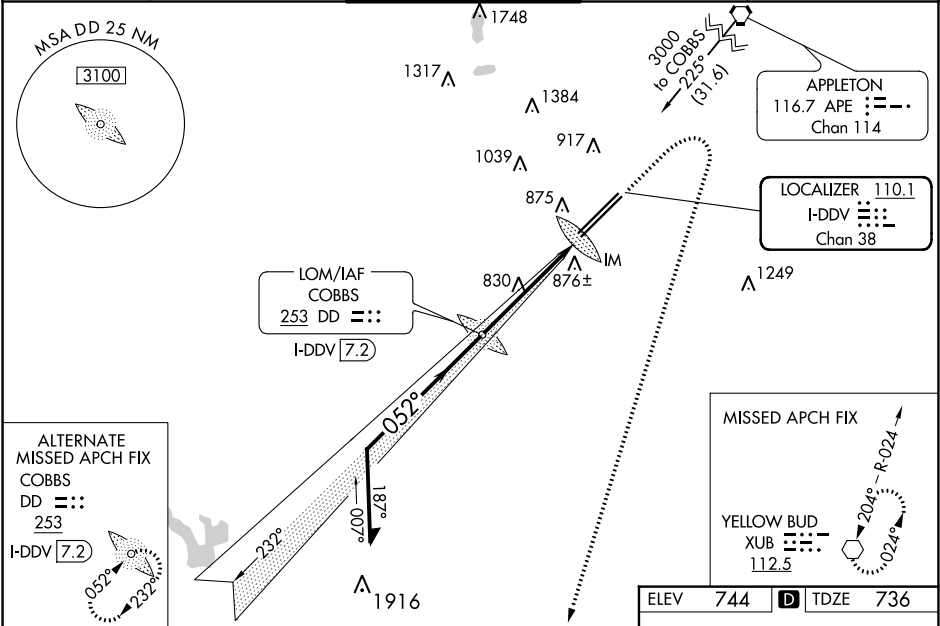 MSA DD 25 NM
3100
1748
1317
1384
917
1039
875
3000
to COBBS
225°
(31.6)
APPLETON
116.7 APE
Chan 114
LOCALIZER 110.1
I-DDV
Chan 38
IM
830
876±
1249
LOM/IAF
COBBS
253 DD
I-DDV 7.2
052°
187°
007°
232°
1916
ALTERNATE
MISSED APCH FIX
COBBS
DD
253
I-DDV 7.2
052°
232°
MISSED APCH FIX
204° – R-024
024°
YELLOW BUD
XUB
112.5
ELEV 744 D TDZE 736